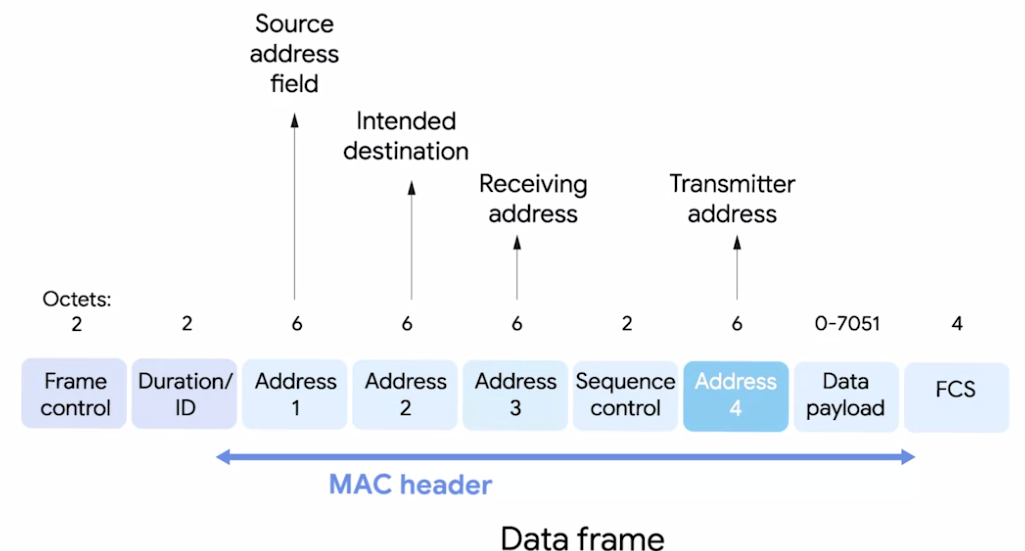 Source
address
field
Intended
destination
Receiving
address
Transmitter
address
Octets:
2 2 6 6 6 2 6 0-7051 4
Frame control
Duration/ID
Address 1
Address 2
Address 3
Sequence control
Address 4
Data payload
FCS
MAC header
Data frame